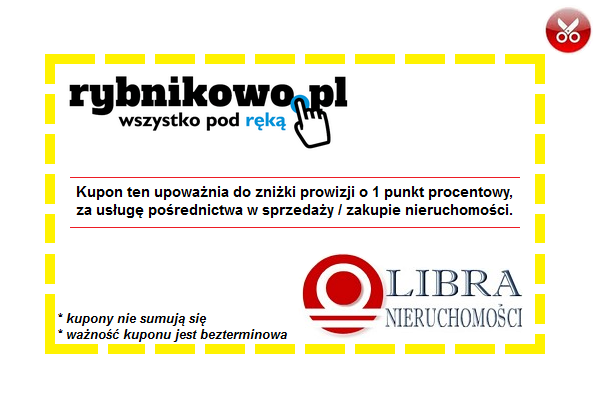 rybnikowo.pl
wszystko pod ręką
Kupon ten upoważnia do zniżki prowizji o 1 punkt procentowy,
za usługę pośrednictwa w sprzedaży / zakupie nieruchomości.
LIBRA
NIERUCHOMOŚCI
* kupony nie sumują się
* ważność kuponu jest bezterminowa